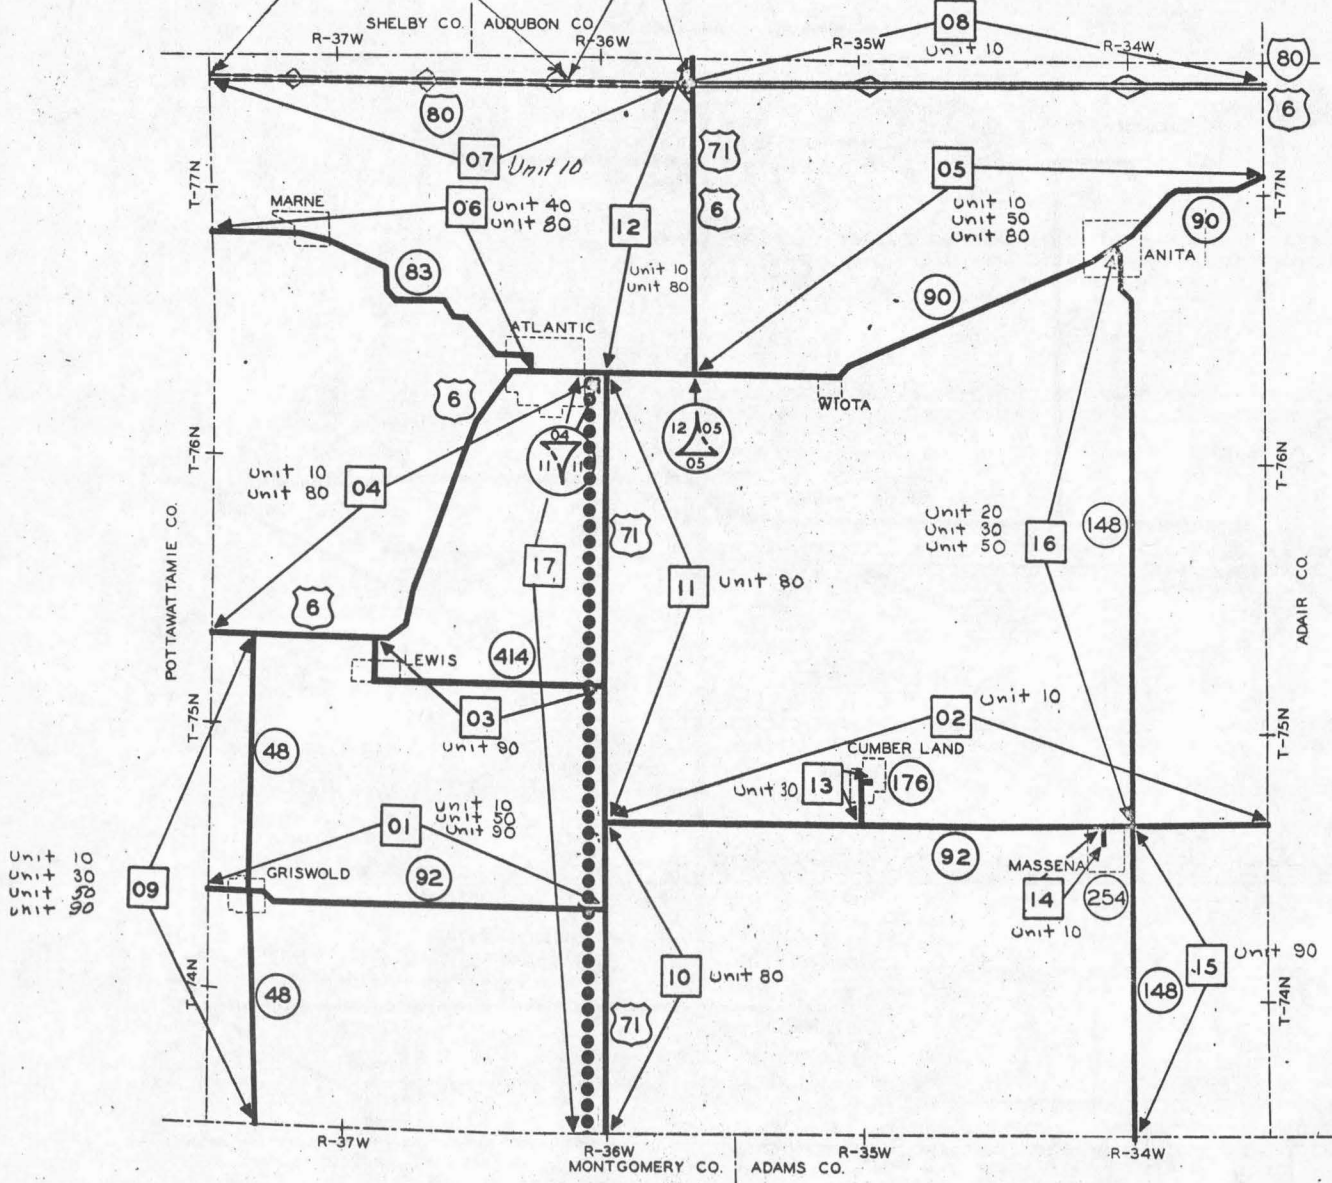 SHELBY CO. AUDUBON CO.
08
R-37W R-36W R-35W Unit 10 R-34W
80
80
6
07 Unit 10
71
05
T-77N
T-77N
MARNE
06 Unit 40
Unit 80
12
6
Unit 10
Unit 50
Unit 80
90
83
Unit 10
Unit 80
ANITA
90
ATLANTIC
6
WIOTA
04
11 11
12 05
05
T-76N
T-76N
Unit 10
Unit 80
04
17
71
Unit 20
Unit 30
Unit 50
16
148
POTTAWATTAMIE CO.
ADAIR CO.
11 Unit 80
6
LEWIS
414
03
Unit 90
02 Unit 10
T-75N
T-75N
48
CUMBER LAND
Unit 30 13
176
01
Unit 10
Unit 50
Unit 90
Unit 10
Unit 30
Unit 50
Unit 90
09
GRISWOLD
92
92
MASSENA
14
254
Unit 10
10 Unit 80
15 Unit 90
T-74N
T-74N
48
71
148
R-37W R-36W R-35W R-34W
MONTGOMERY CO. ADAMS CO.